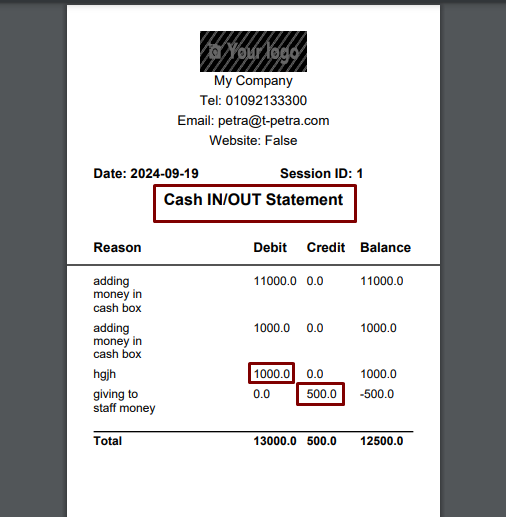 Your logo
My Company
Tel: 01092133300
Email: petra@t-petra.com
Website: False
Date: 2024-09-19 Session ID: 1
Cash IN/OUT Statement
Reason Debit Credit Balance
adding 11000.0 0.0 11000.0
money in
cash box
adding 1000.0 0.0 1000.0
money in
cash box
hgjh 1000.0 0.0 1000.0
giving to 0.0 500.0 -500.0
staff money
Total 13000.0 500.0 12500.0